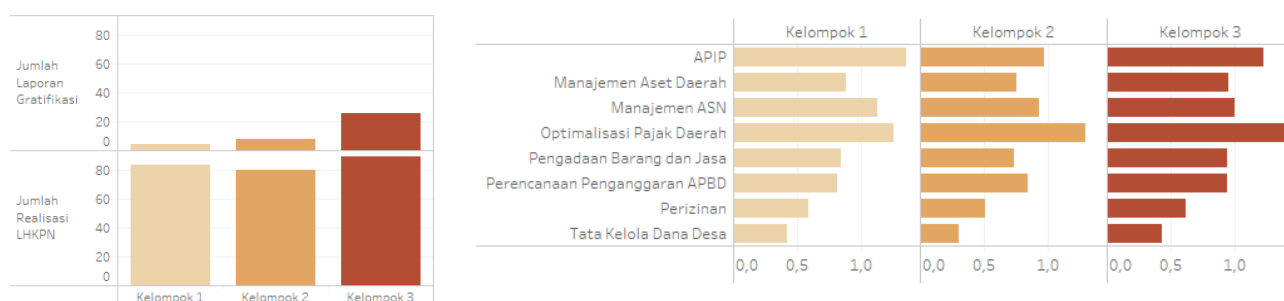 80
60
40
20
0
Jumlah
Laporan
Gratifikasi
80
60
40
20
0
Jumlah
Realisasi
LHKPN
Kelompok 1 Kelompok 2 Kelompok 3
Kelompok 1 Kelompok 2 Kelompok 3
APIP
Manajemen Aset Daerah
Manajemen ASN
Optimalisasi Pajak Daerah
Pengadaan Barang dan Jasa
Perencanaan Penganggaran APBD
Perizinan
Tata Kelola Dana Desa
0,0 0,5 1,0 0,0 0,5 1,0 0,0 0,5 1,0